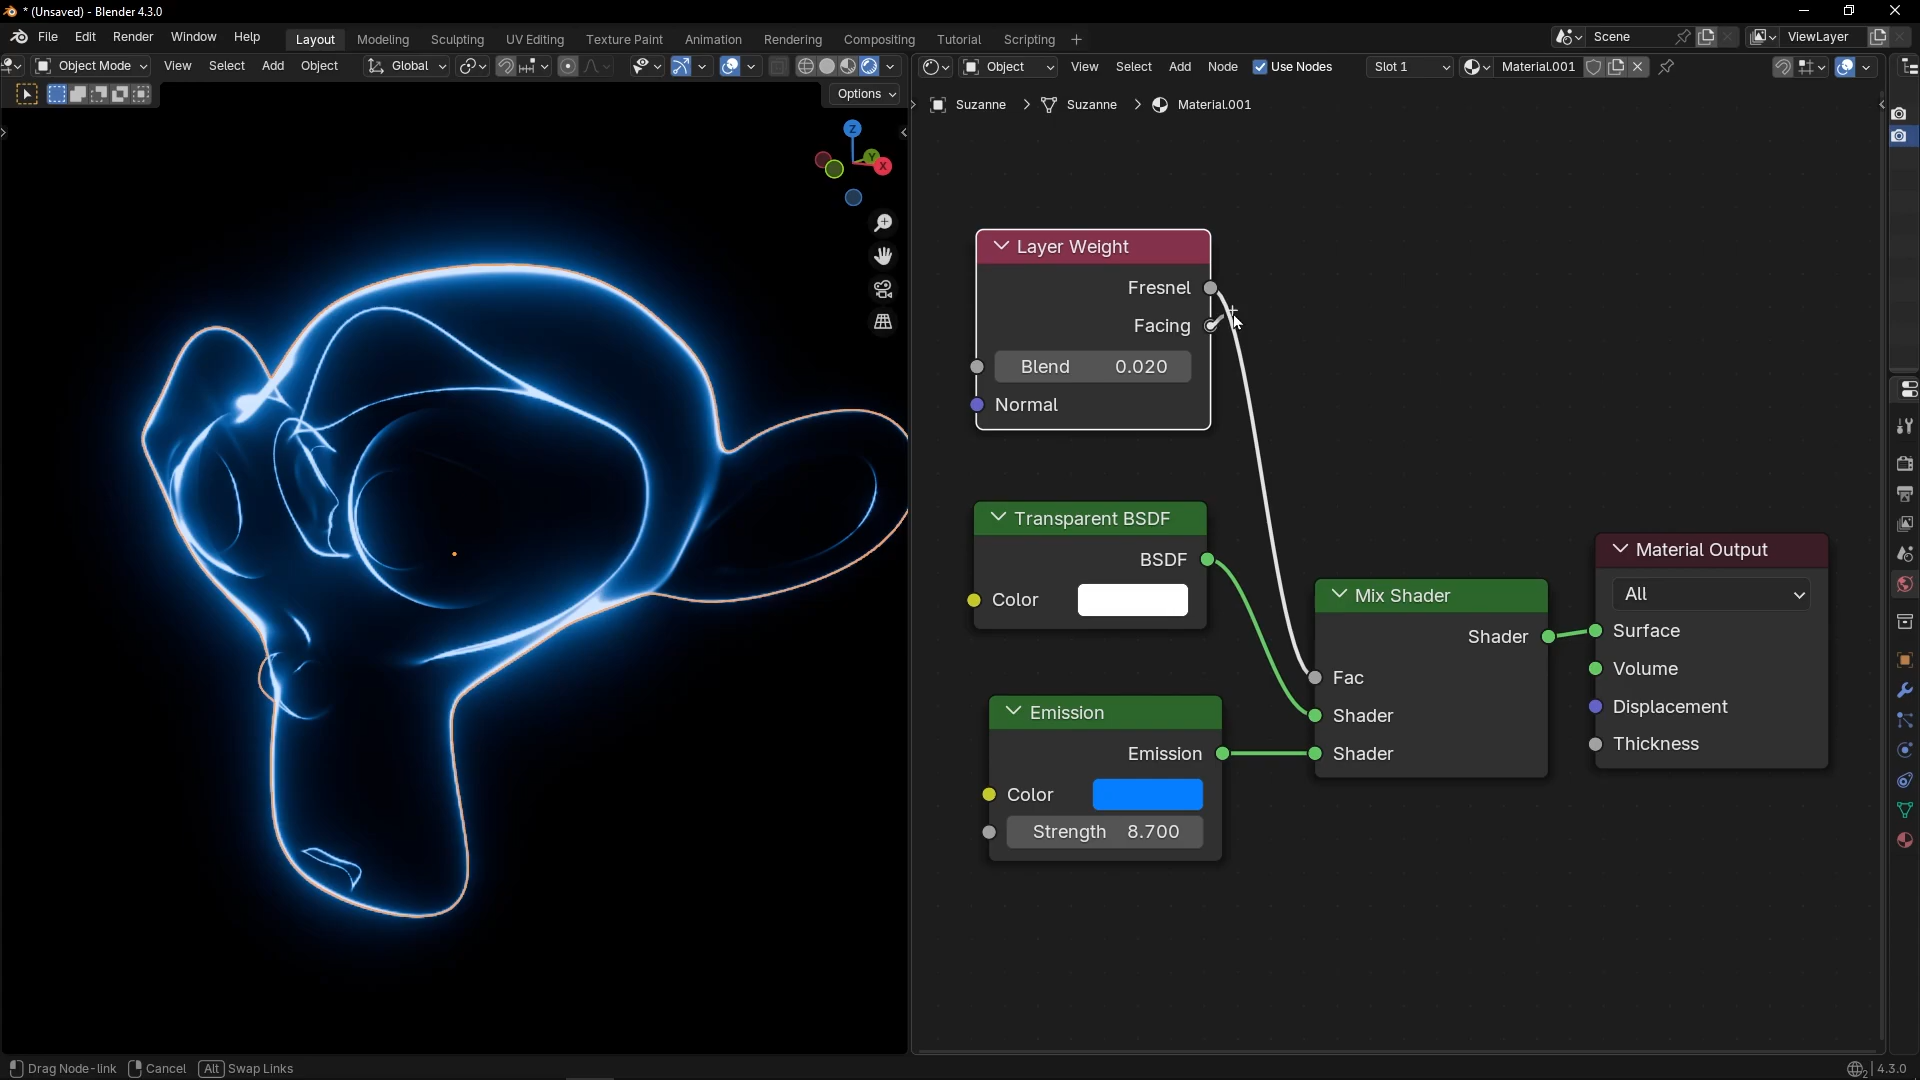 * (Unsaved) - Blender 4.3.0
File Edit Render Window Help Layout Modeling Sculpting UV Editing Texture Paint Animation Rendering Compositing Tutorial Scripting + Scene ViewLayer
Object Mode View Select Add Object Global
Options
Z
Y
X
Object View Select Add Node Use Nodes Slot 1 Material.001
Suzanne > Suzanne > Material.001
Layer Weight
Fresnel
Facing
Blend 0.020
Normal
Transparent BSDF
BSDF
Color
Emission
Emission
Color
Strength 8.700
Mix Shader
Shader
Fac
Shader
Shader
Material Output
All
Surface
Volume
Displacement
Thickness
Drag Node-link Cancel Alt Swap Links
2 4.3.0